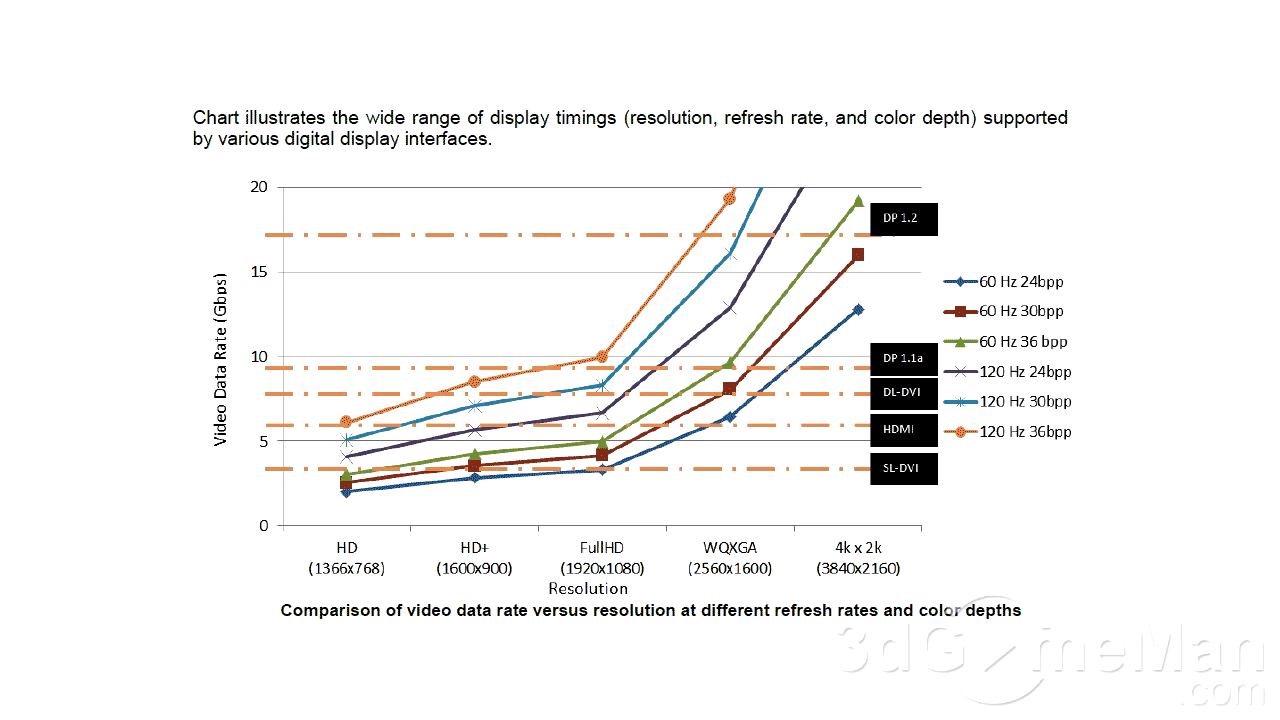 Chart illustrates the wide range of display timings (resolution, refresh rate, and color depth) supported
by various digital display interfaces.
20
15
10
5
0
Video Data Rate (Gbps)
DP 1.2
DP 1.1a
DL-DVI
HDMI
SL-DVI
60 Hz 24bpp
60 Hz 30bpp
60 Hz 36 bpp
120 Hz 24bpp
120 Hz 30bpp
120 Hz 36bpp
HD HD+ FullHD WQXGA 4k x 2k
(1366x768) (1600x900) (1920x1080) (2560x1600) (3840x2160)
Resolution
Comparison of video data rate versus resolution at different refresh rates and color depths
3dGameMan
.com